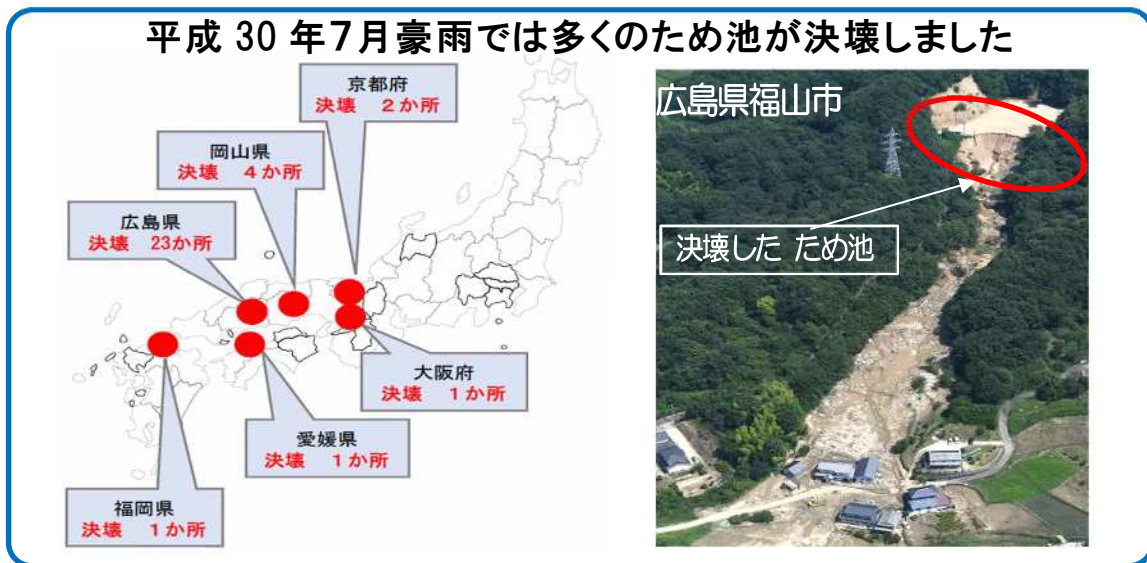 平成 30 年７月豪雨では多くのため池が決壊しました
京都府
決壊　２か所
岡山県
決壊　４か所
広島県
決壊　23か所
大阪府
決壊　１か所
愛媛県
決壊　１か所
福岡県
決壊　１か所
広島県福山市
決壊した ため池